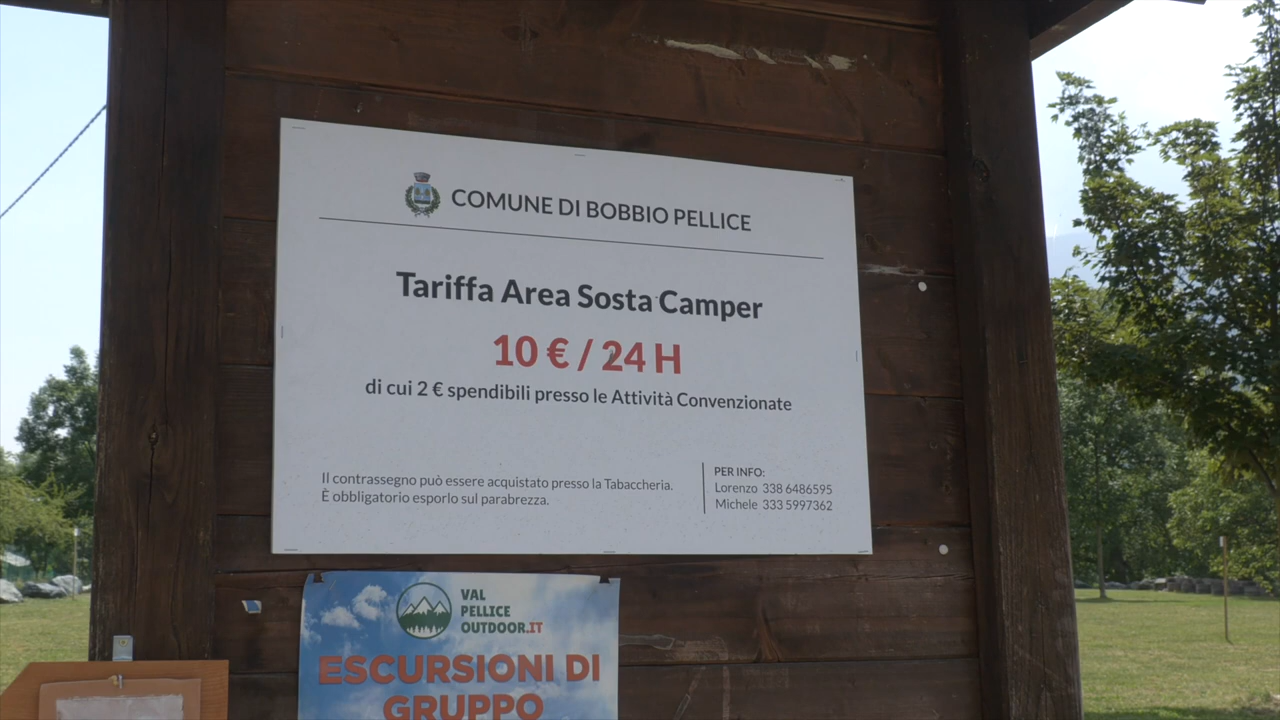 COMUNE DI BOBBIO PELLICE
Tariffa Area Sosta Camper
10 € / 24 H
di cui 2 € spendibili presso le Attività Convenzionate
Il contrassegno può essere acquistato presso la Tabaccheria.
È obbligatorio esporlo sul parabrezza.
PER INFO:
Lorenzo 338 6486595
Michele 333 5997362
VAL
PELLICE
OUTDOOR.IT
ESCURSIONI DI
GRUPPO